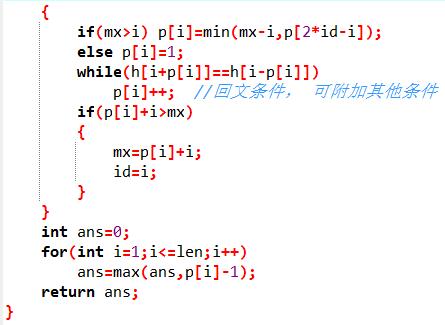 {
if(mx>i) p[i]=min(mx-i,p[2*id-i]);
else p[i]=1;
while(h[i+p[i]]==h[i-p[i]])
p[i]++; //回文条件， 可附加其他条件
if(p[i]+i>mx)
{
mx=p[i]+i;
id=i;
}
}
int ans=0;
for(int i=1;i<=len;i++)
ans=max(ans,p[i]-1);
return ans;
}